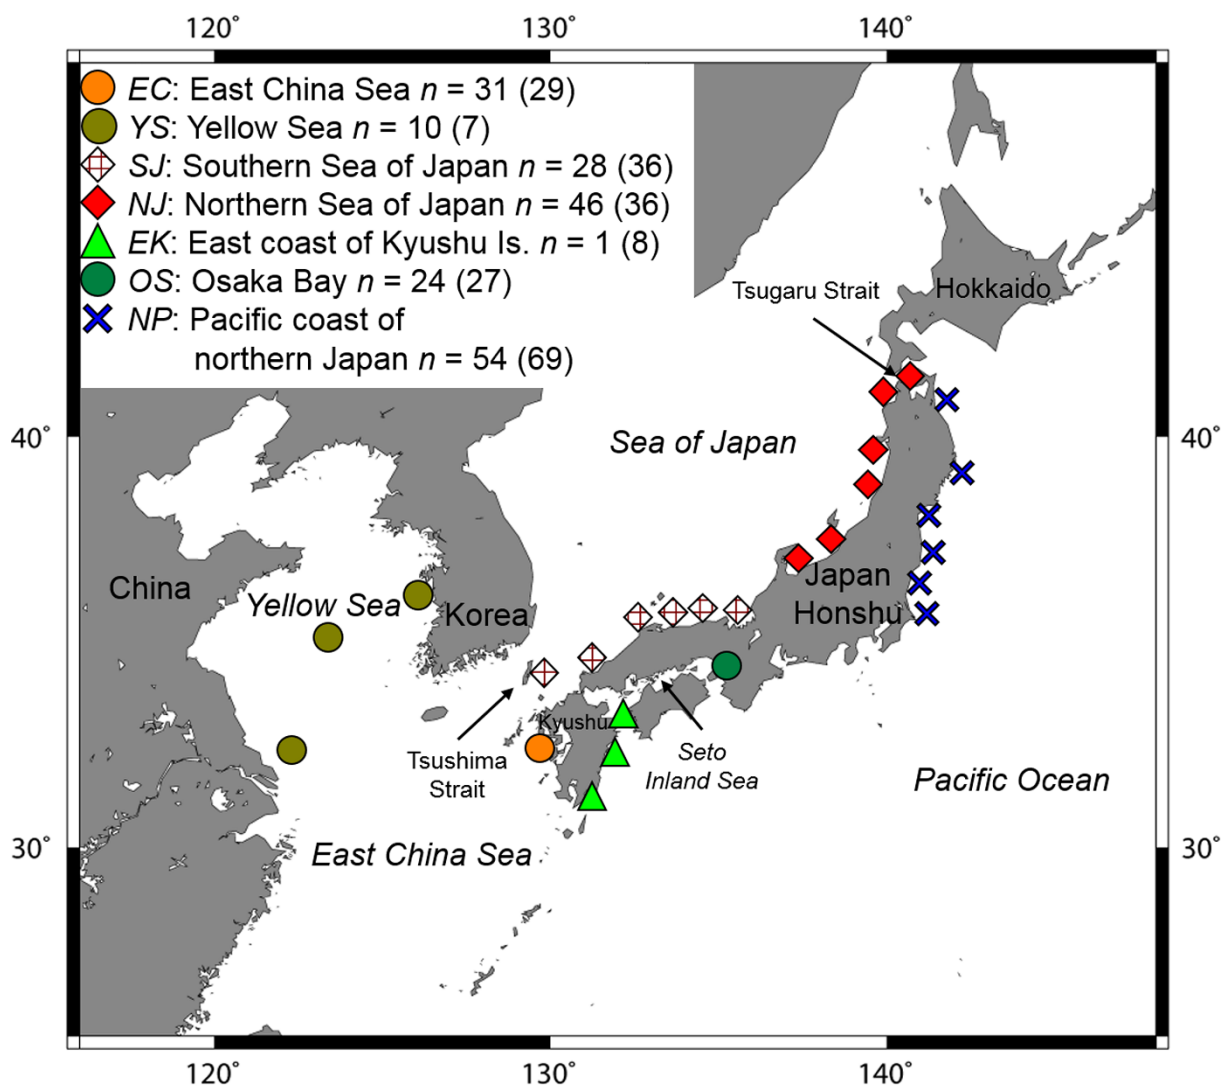 120° 130° 140°
EC: East China Sea n = 31 (29)
YS: Yellow Sea n = 10 (7)
SJ: Southern Sea of Japan n = 28 (36)
NJ: Northern Sea of Japan n = 46 (36)
EK: East coast of Kyushu Is. n = 1 (8)
OS: Osaka Bay n = 24 (27)
NP: Pacific coast of
northern Japan n = 54 (69)
Tsugaru Strait
Hokkaido
40° 40°
Sea of Japan
China
Yellow Sea
Korea
Japan
Honshu
Kyushu
Tsushima
Strait
Seto
Inland Sea
Pacific Ocean
30° 30°
East China Sea
120° 130° 140°